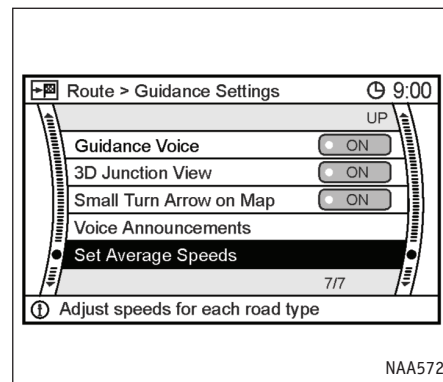 Route > Guidance Settings 9:00
UP
Guidance Voice ON
3D Junction View ON
Small Turn Arrow on Map ON
Voice Announcements
Set Average Speeds
7/7
Adjust speeds for each road type
NAA572